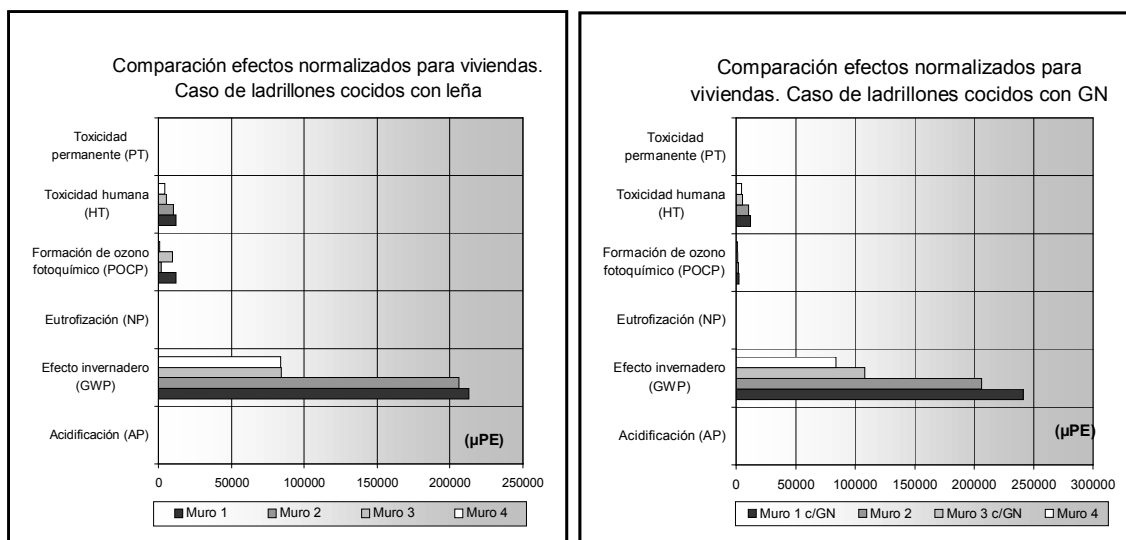 Comparación efectos normalizados para viviendas.
Caso de ladrillones cocidos con leña
Toxicidad
permanente (PT)
Toxicidad humana
(HT)
Formación de ozono
fotoquímico (POCP)
Eutrofización (NP)
Efecto invernadero
(GWP)
Acidificación (AP)
(µPE)
0 50000 100000 150000 200000 250000
Muro 1 Muro 2 Muro 3 Muro 4
Comparación efectos normalizados para
viviendas. Caso de ladrillones cocidos con GN
Toxicidad
permanente (PT)
Toxicidad humana
(HT)
Formación de ozono
fotoquímico (POCP)
Eutrofización (NP)
Efecto invernadero
(GWP)
Acidificación (AP)
(µPE)
0 50000 100000 150000 200000 250000 300000
Muro 1 c/GN Muro 2 Muro 3 c/GN Muro 4